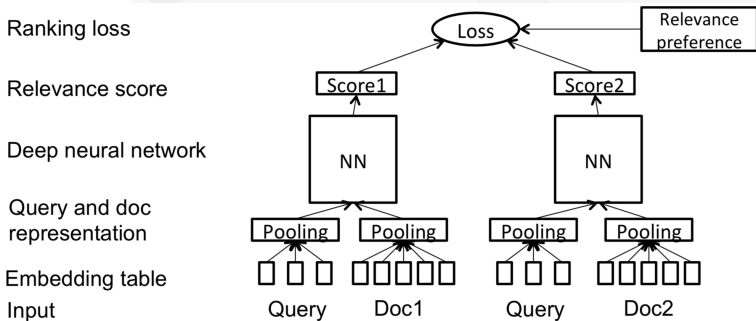 Ranking loss
Loss
Relevance
preference
Relevance score
Score1
Score2
Deep neural network
NN
NN
Query and doc
representation
Pooling
Pooling
Pooling
Pooling
Embedding table
Input
Query
Doc1
Query
Doc2